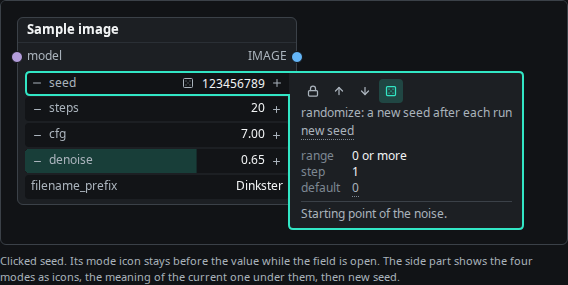 Sample image
model IMAGE
− seed 123456789 +
− steps 20 +
− cfg 7.00 +
− denoise 0.65 +
filename_prefix Dinkster
randomize: a new seed after each run
new seed
range 0 or more
step 1
default 0
Starting point of the noise.
Clicked seed. Its mode icon stays before the value while the field is open. The side part shows the four
modes as icons, the meaning of the current one under them, then new seed.